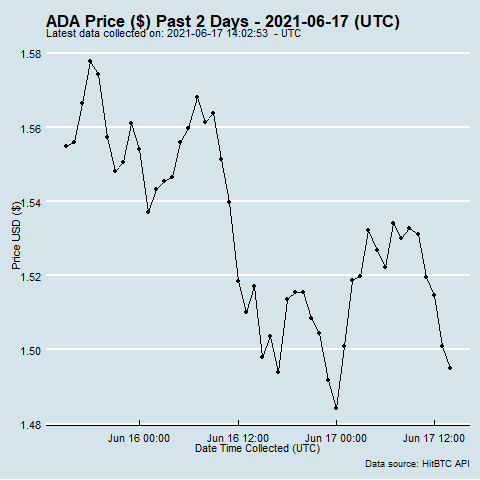 ADA Price ($) Past 2 Days - 2021-06-17 (UTC)
Latest data collected on: 2021-06-17 14:02:53 - UTC
1.58
1.56
1.54
1.52
1.50
1.48
Price USD ($)
Jun 16 00:00 Jun 16 12:00 Jun 17 00:00 Jun 17 12:00
Date Time Collected (UTC)
Data source: HitBTC API